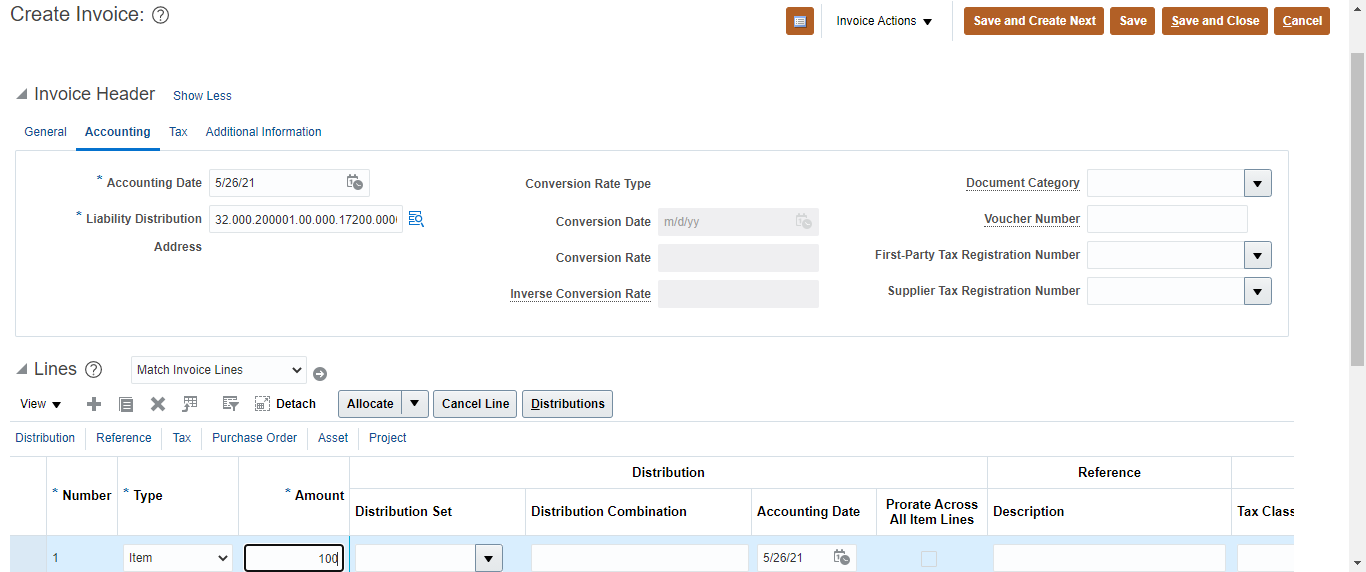 Create Invoice: ?
Invoice Actions
Save and Create Next
Save
Save and Close
Cancel
Invoice Header
Show Less
General
Accounting
Tax
Additional Information
* Accounting Date 5/26/21
* Liability Distribution 32.000.200001.00.000.17200.000
Address
Conversion Rate Type
Conversion Date m/d/yy
Conversion Rate
Inverse Conversion Rate
Document Category
Voucher Number
First-Party Tax Registration Number
Supplier Tax Registration Number
Lines ?
Match Invoice Lines
View
Detach
Allocate
Cancel Line
Distributions
Distribution
Reference
Tax
Purchase Order
Asset
Project
Distribution
Reference
* Number
* Type
* Amount
Distribution Set
Distribution Combination
Accounting Date
Prorate Across
All Item Lines
Description
Tax Class
1
Item
100
5/26/21